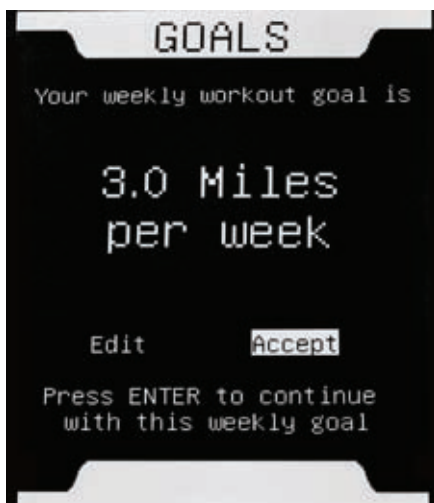 GOALS
Your weekly workout goal is
3.0 Miles
per week
Edit Accept
Press ENTER to continue
with this weekly goal